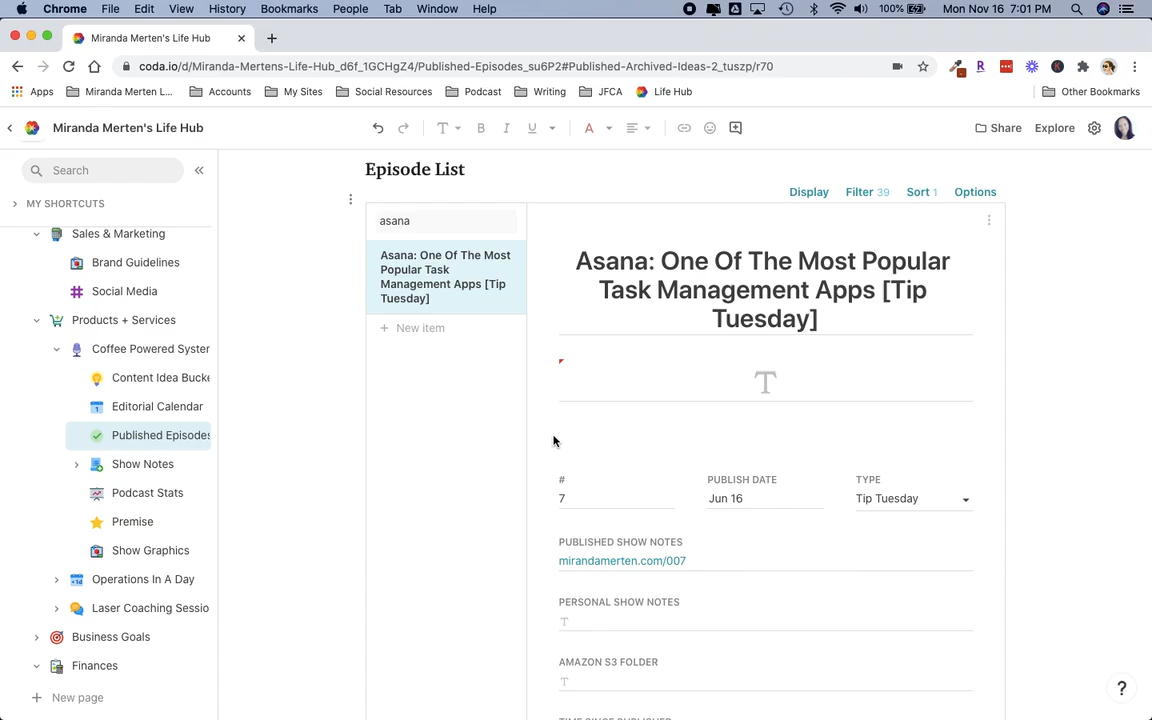 Chrome File Edit View History Bookmarks People Tab Window Help 100% Mon Nov 16 7:01 PM
Miranda Merten's Life Hub
coda.io/d/Miranda-Mertens-Life-Hub_d6f_1GCHgZ4/Published-Episodes_su6P2#Published-Archived-Ideas-2_tuszp/r70
Apps Miranda Merten L... Accounts My Sites Social Resources Podcast Writing JFCA Life Hub Other Bookmarks
Miranda Merten's Life Hub
Share Explore
Search
MY SHORTCUTS
Sales & Marketing
Brand Guidelines
Social Media
Products + Services
Coffee Powered Syster
Content Idea Bucke
Editorial Calendar
Published Episodes
Show Notes
Podcast Stats
Premise
Show Graphics
Operations In A Day
Laser Coaching Sessio
Business Goals
Finances
New page
Episode List
Display Filter 39 Sort 1 Options
asana
Asana: One Of The Most
Popular Task
Management Apps [Tip
Tuesday]
+ New item
Asana: One Of The Most Popular
Task Management Apps [Tip
Tuesday]
# PUBLISH DATE TYPE
7 Jun 16 Tip Tuesday
PUBLISHED SHOW NOTES
mirandamerten.com/007
PERSONAL SHOW NOTES
AMAZON S3 FOLDER